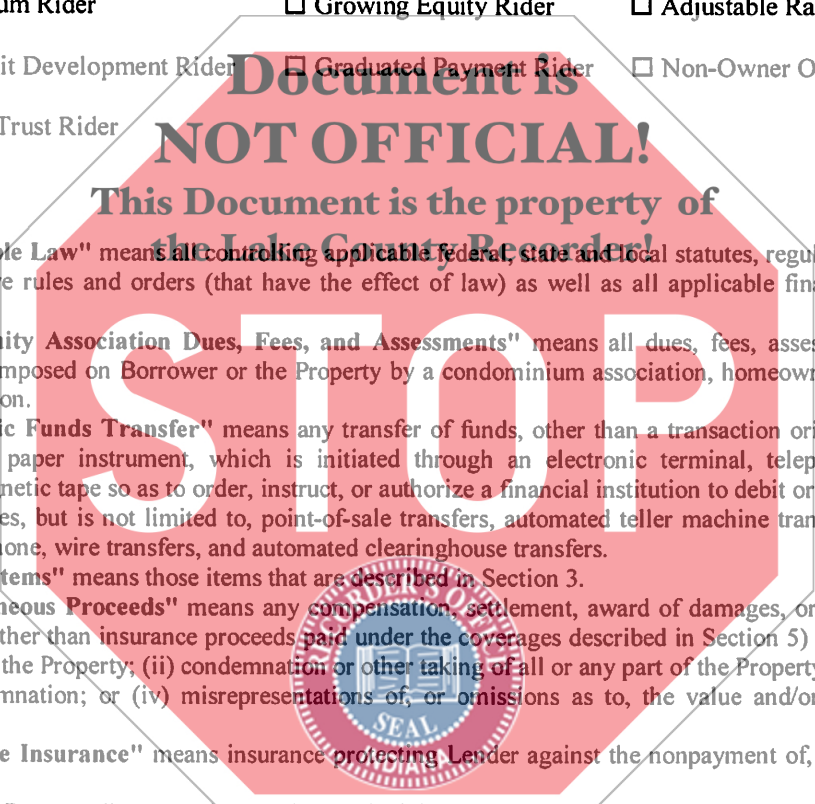 um Rider ☐ Growing Equity Rider ☐ Adjustable Ra
it Development Rider ☐ Graduated Payment Rider ☐ Non-Owner O
Trust Rider
Document is
NOT OFFICIAL!
This Document is the property of
the Lake County Recorder!
le Law" means all controlling applicable federal, state and local statutes, regul
e rules and orders (that have the effect of law) as well as all applicable fina
nity Association Dues, Fees, and Assessments" means all dues, fees, asses
mposed on Borrower or the Property by a condominium association, homeown
on.
ic Funds Transfer" means any transfer of funds, other than a transaction ori
paper instrument, which is initiated through an electronic terminal, telep
netic tape so as to order, instruct, or authorize a financial institution to debit or
es, but is not limited to, point-of-sale transfers, automated teller machine tran
one, wire transfers, and automated clearinghouse transfers.
tems" means those items that are described in Section 3.
neous Proceeds" means any compensation, settlement, award of damages, or
ther than insurance proceeds paid under the coverages described in Section 5)
the Property; (ii) condemnation or other taking of all or any part of the Property
mnation; or (iv) misrepresentations of, or omissions as to, the value and/or
e Insurance" means insurance protecting Lender against the nonpayment of,
STOP
RECORDER'S OFFICE
SEAL
INDIANA